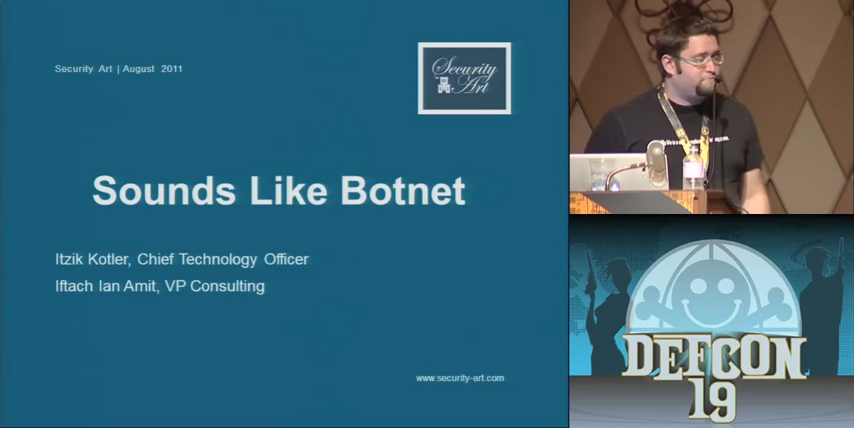 Security Art | August 2011
Security
Art
Sounds Like Botnet
Itzik Kotler, Chief Technology Officer
Iftach Ian Amit, VP Consulting
www.security-art.com
DEFCON
19